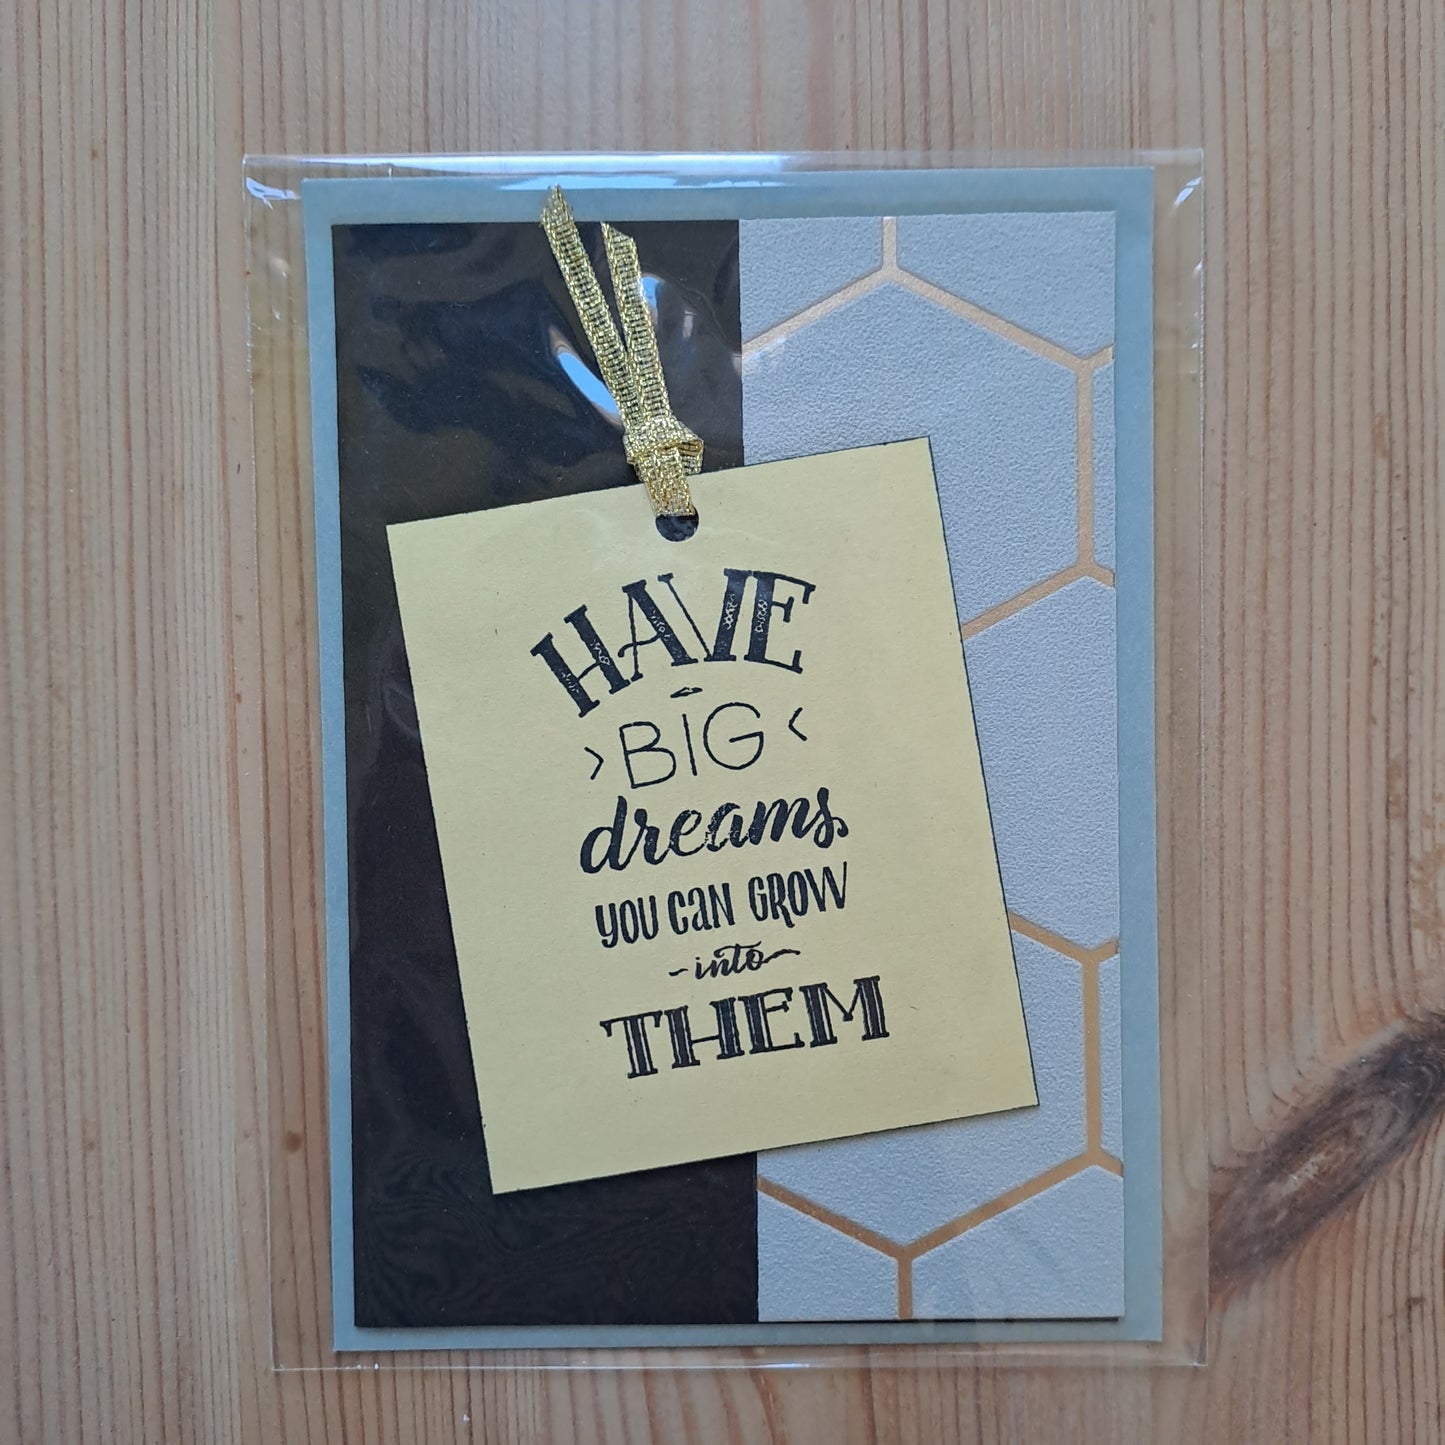 HAVE
BIG
dreams
YOU CAN GROW
into
THEM